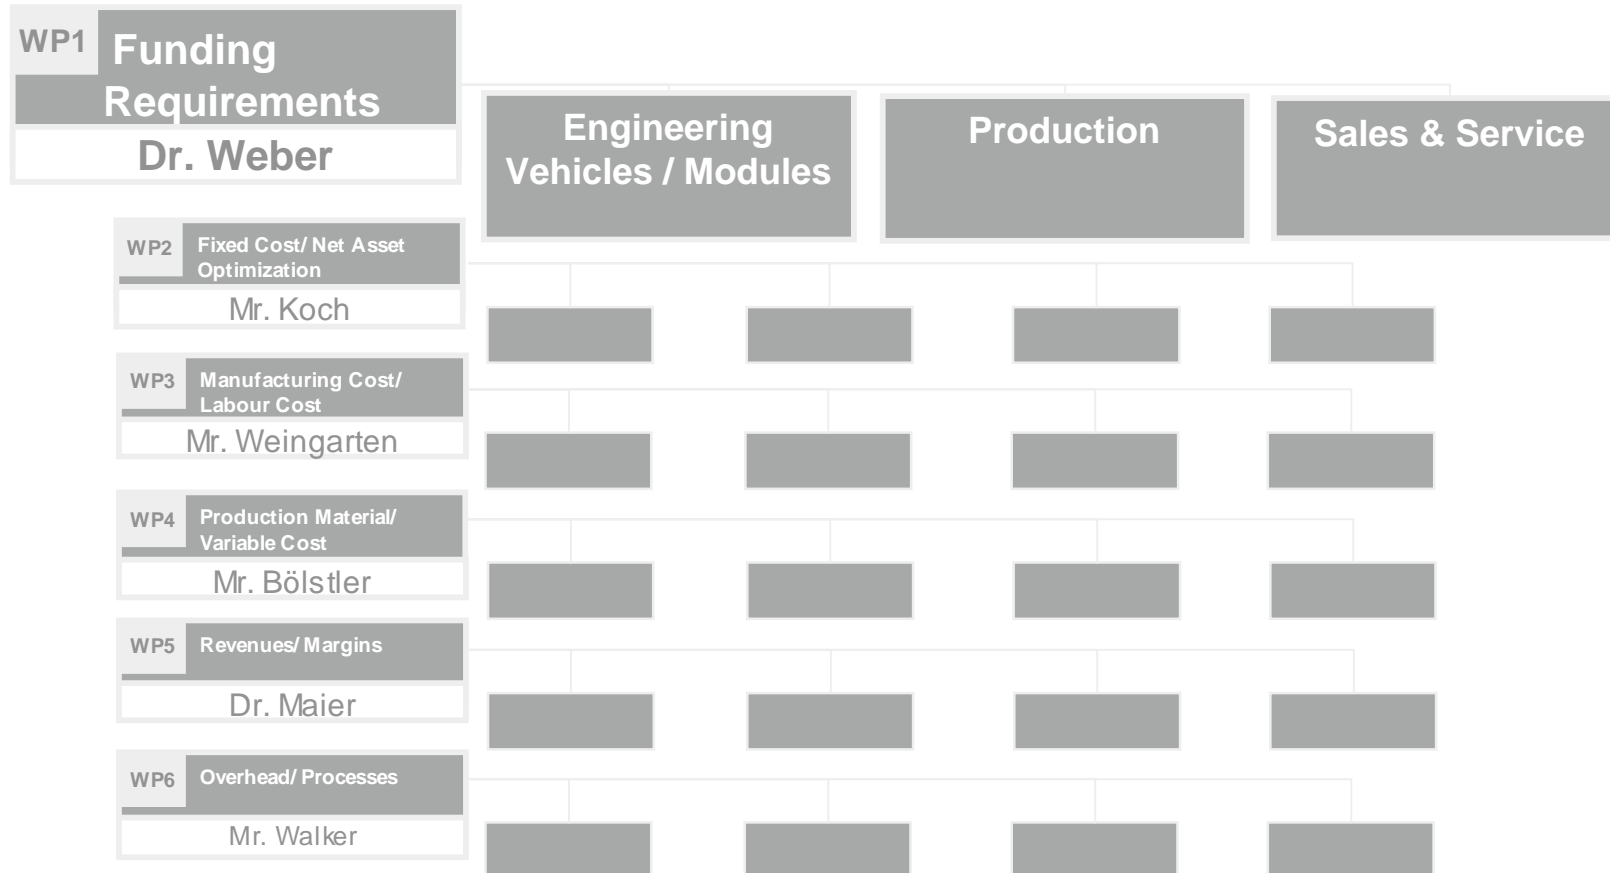 WP1
Funding
Requirements
Dr. Weber
Engineering
Vehicles / Modules
Production
Sales & Service
WP2
Fixed Cost/ Net Asset
Optimization
Mr. Koch
WP3
Manufacturing Cost/
Labour Cost
Mr. Weingarten
WP4
Production Material/
Variable Cost
Mr. Bölstler
WP5
Revenues/ Margins
Dr. Maier
WP6
Overhead/ Processes
Mr. Walker